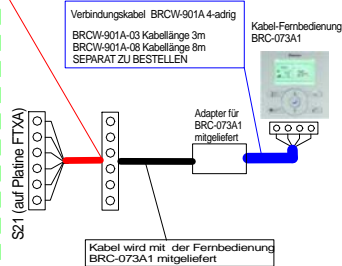 Verbindungskabel BRCW-901A 4-adrig
BRCW-901A-03 Kabellänge 3m
BRCW-901A-08 Kabellänge 8m
SEPARAT ZU BESTELLEN
Kabel-Fernbedienung
BRC-073A1
Adapter für
BRC-073A1
mitgeliefert
S21 (auf Platine FTXA)
Kabel wird mit der Fernbedienung
BRC-073A1 mitgeliefert